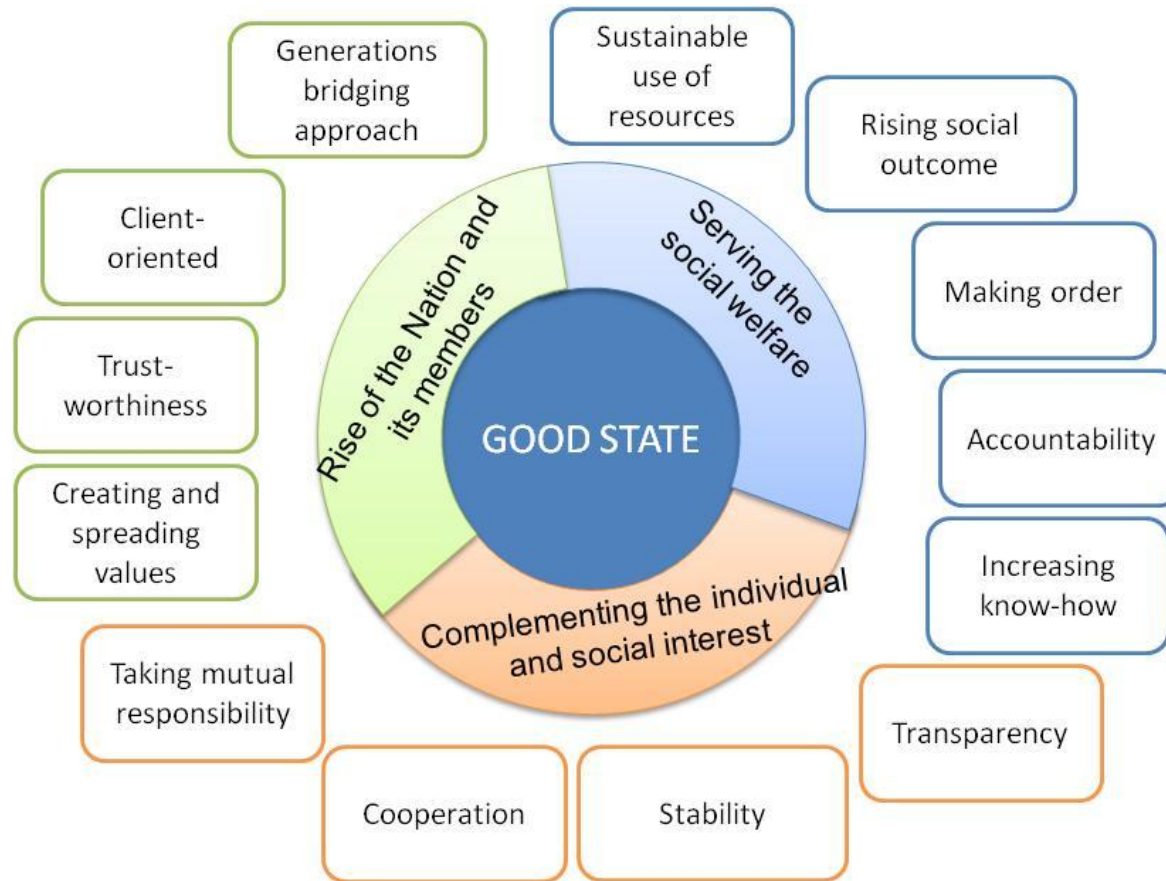 Generations
bridging
approach
Sustainable
use of
resources
Rising social
outcome
Client-
oriented
Making order
Trust-
worthiness
Accountability
Creating and
spreading
values
Increasing
know-how
Taking mutual
responsibility
Transparency
Cooperation
Stability
Rise of the Nation and
its members
Serving the
social welfare
Complementing the individual
and social interest
GOOD STATE